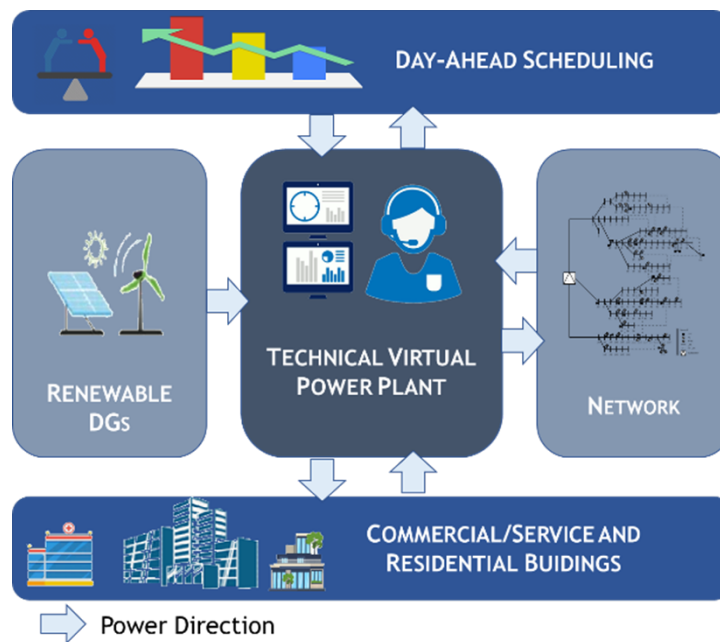 DAY-AHEAD SCHEDULING
TECHNICAL VIRTUAL
POWER PLANT
RENEWABLE
DGS
NETWORK
COMMERCIAL/SERVICE AND
RESIDENTIAL BUIDINGS
Power Direction